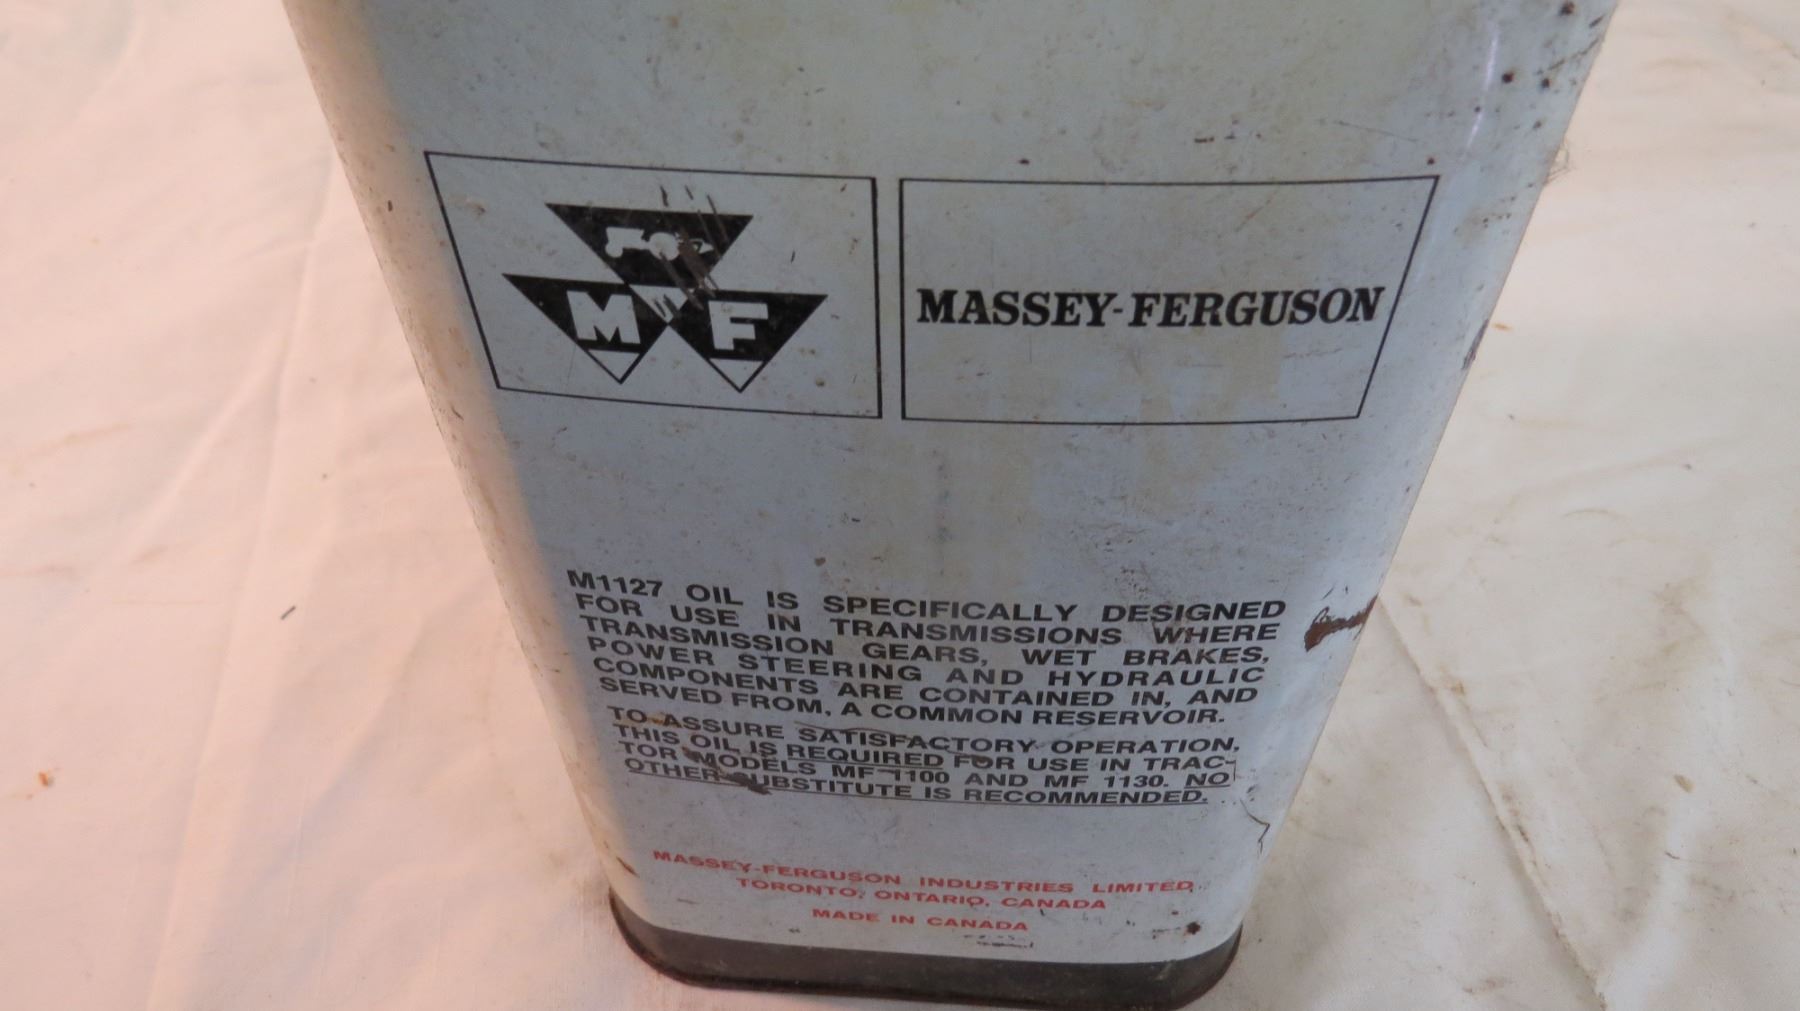 M F
MASSEY-FERGUSON
M1127 OIL IS SPECIFICALLY DESIGNED
FOR USE IN TRANSMISSIONS WHERE
TRANSMISSION GEARS, WET BRAKES,
POWER STEERING AND HYDRAULIC
COMPONENTS ARE CONTAINED IN, AND
SERVED FROM, A COMMON RESERVOIR.
TO ASSURE SATISFACTORY OPERATION,
THIS OIL IS REQUIRED FOR USE IN TRAC-
TOR MODELS MF 1100 AND MF 1130. NO
OTHER SUBSTITUTE IS RECOMMENDED.
MASSEY-FERGUSON INDUSTRIES LIMITED
TORONTO, ONTARIO, CANADA
MADE IN CANADA